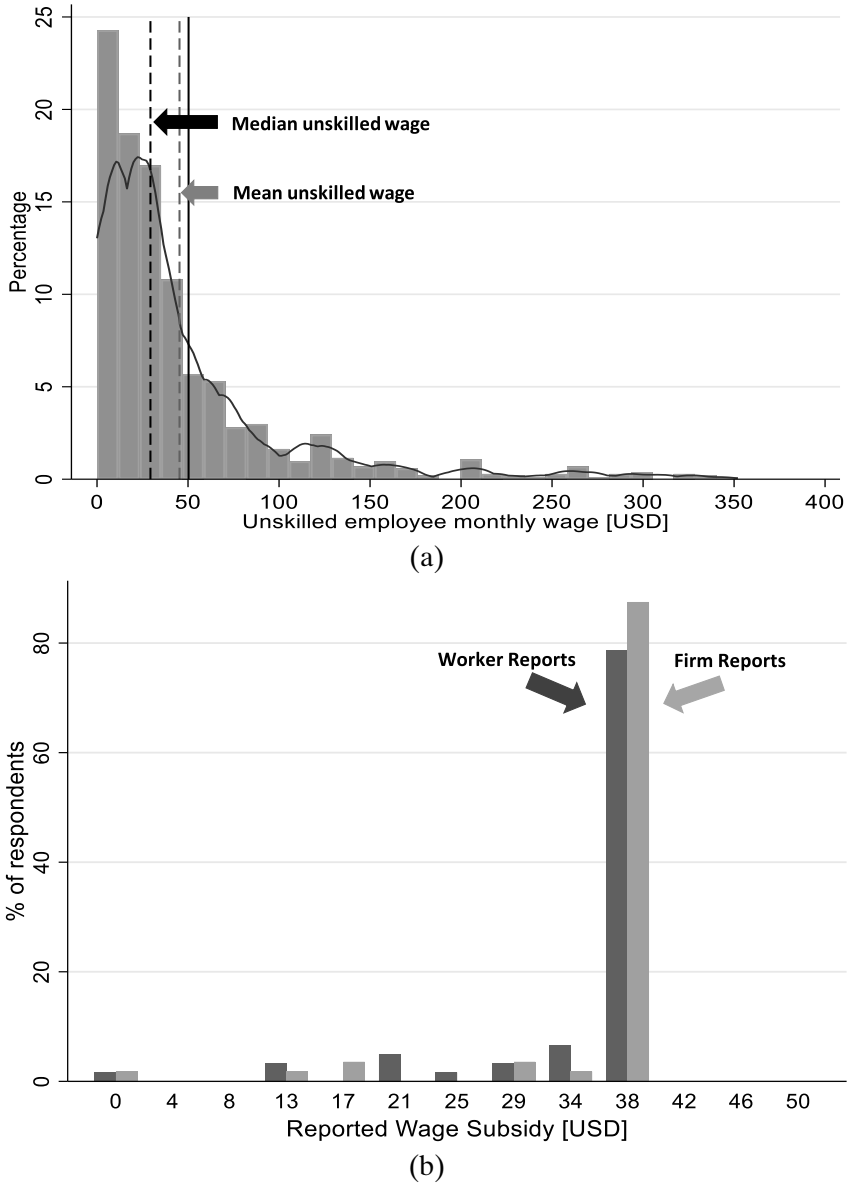 25
20
15
10
5
0
Percentage
Median unskilled wage
Mean unskilled wage
0 50 100 150 200 250 300 350 400
Unskilled employee monthly wage [USD]
(a)
80
60
40
20
0
% of respondents
Worker Reports Firm Reports
0 4 8 13 17 21 25 29 34 38 42 46 50
Reported Wage Subsidy [USD]
(b)